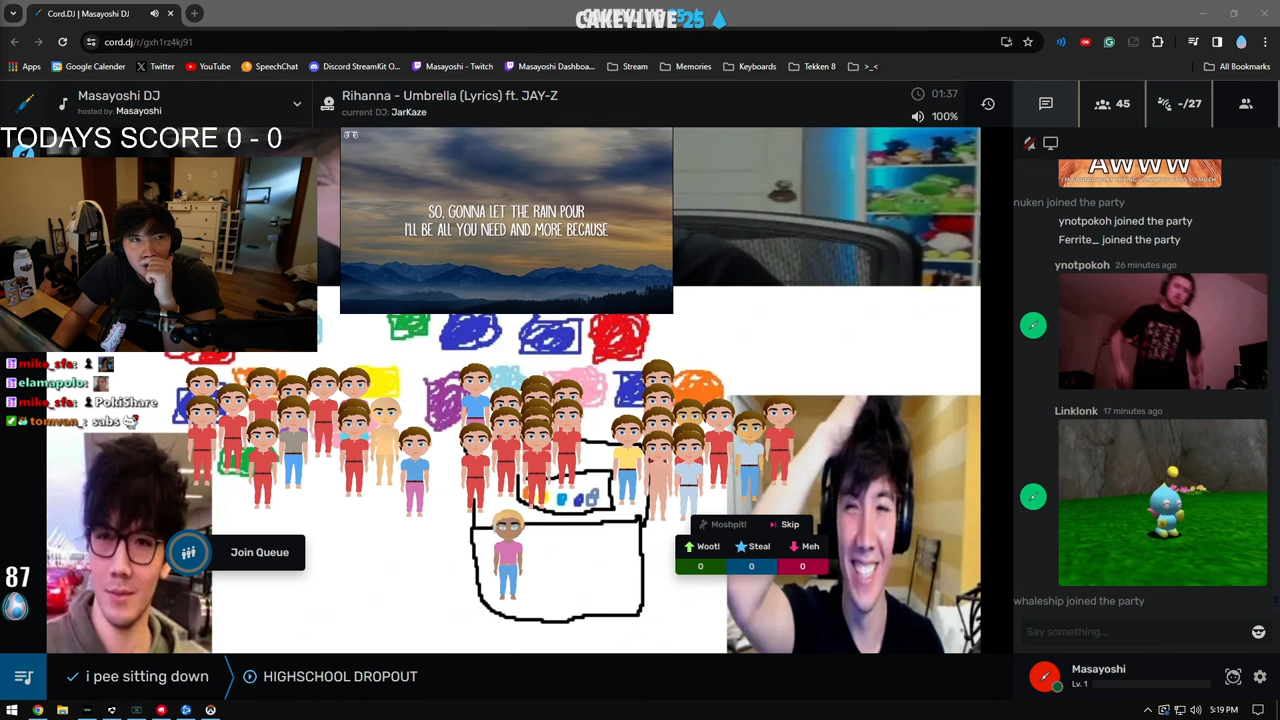 Cord.DJ | Masayoshi DJ
CAKEYLIVE 25
cord.dj/r/gxh1rz4kj91
Apps
Google Calender
Twitter
YouTube
SpeechChat
Discord StreamKit O...
Masayoshi - Twitch
Masayoshi Dashboa...
Stream
Memories
Keyboards
Tekken 8
>_<
All Bookmarks
Masayoshi DJ
hosted by: Masayoshi
Rihanna - Umbrella (Lyrics) ft. JAY-Z
current DJ: JarKaze
01:37
100%
45
-/27
TODAYS SCORE 0 - 0
SO, GONNA LET THE RAIN POUR
I'LL BE ALL YOU NEED AND MORE BECAUSE
AWWW
nuken joined the party
ynotpokoh joined the party
Ferrite_ joined the party
ynotpokoh 26 minutes ago
Linklonk 17 minutes ago
whaleship joined the party
Say something...
mike_sfa:
elamapolo:
mike_sfa: PokiShare
tomvan_: sabs
87
Join Queue
Moshpit!
Skip
Woot!
Steal
Meh
0
0
0
i pee sitting down
HIGHSCHOOL DROPOUT
Masayoshi
Lv. 1
5:19 PM